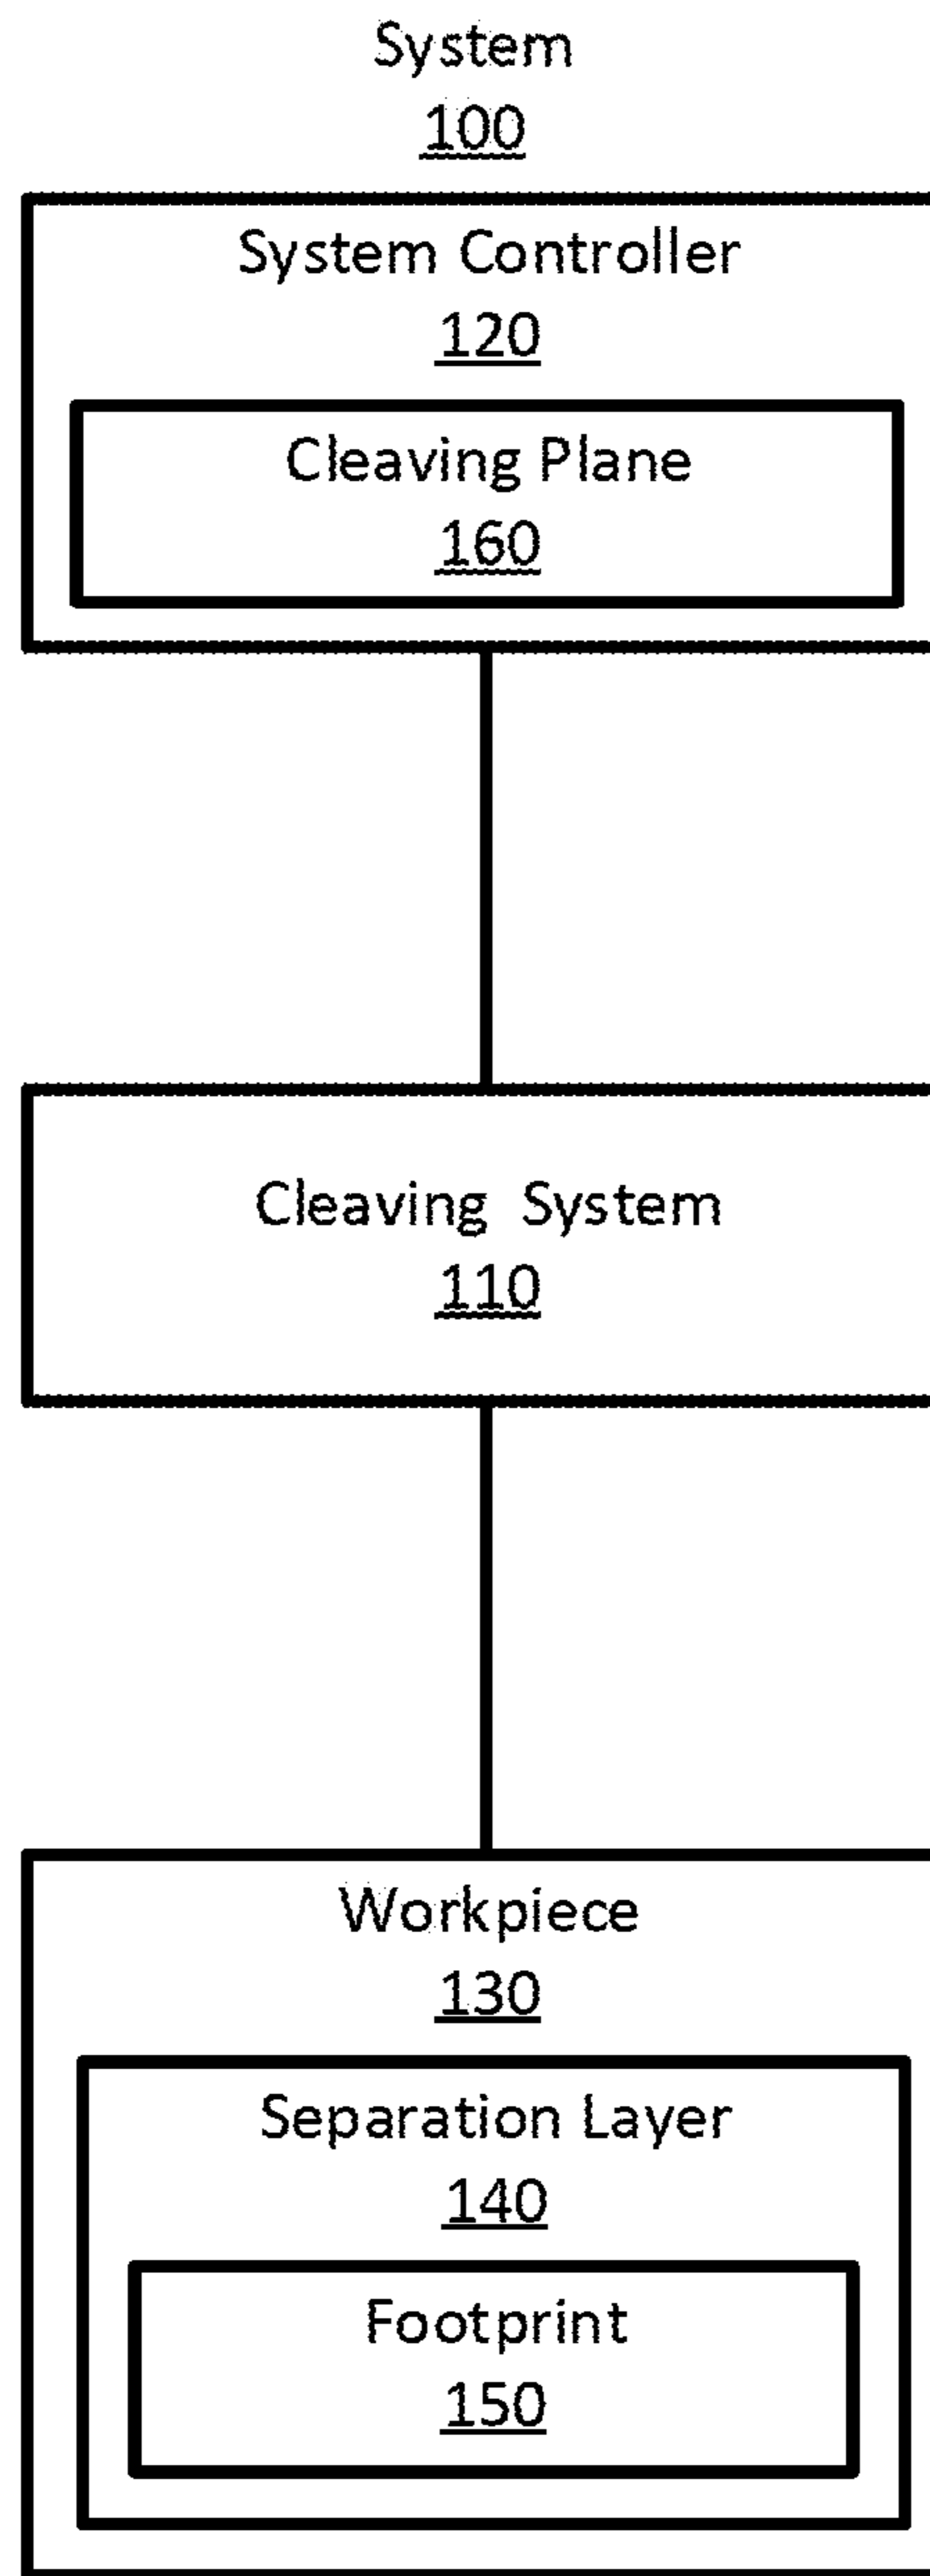 System
100
System Controller
120
Cleaving Plane
160
Cleaving System
110
Workpiece
130
Separation Layer
140
Footprint
150